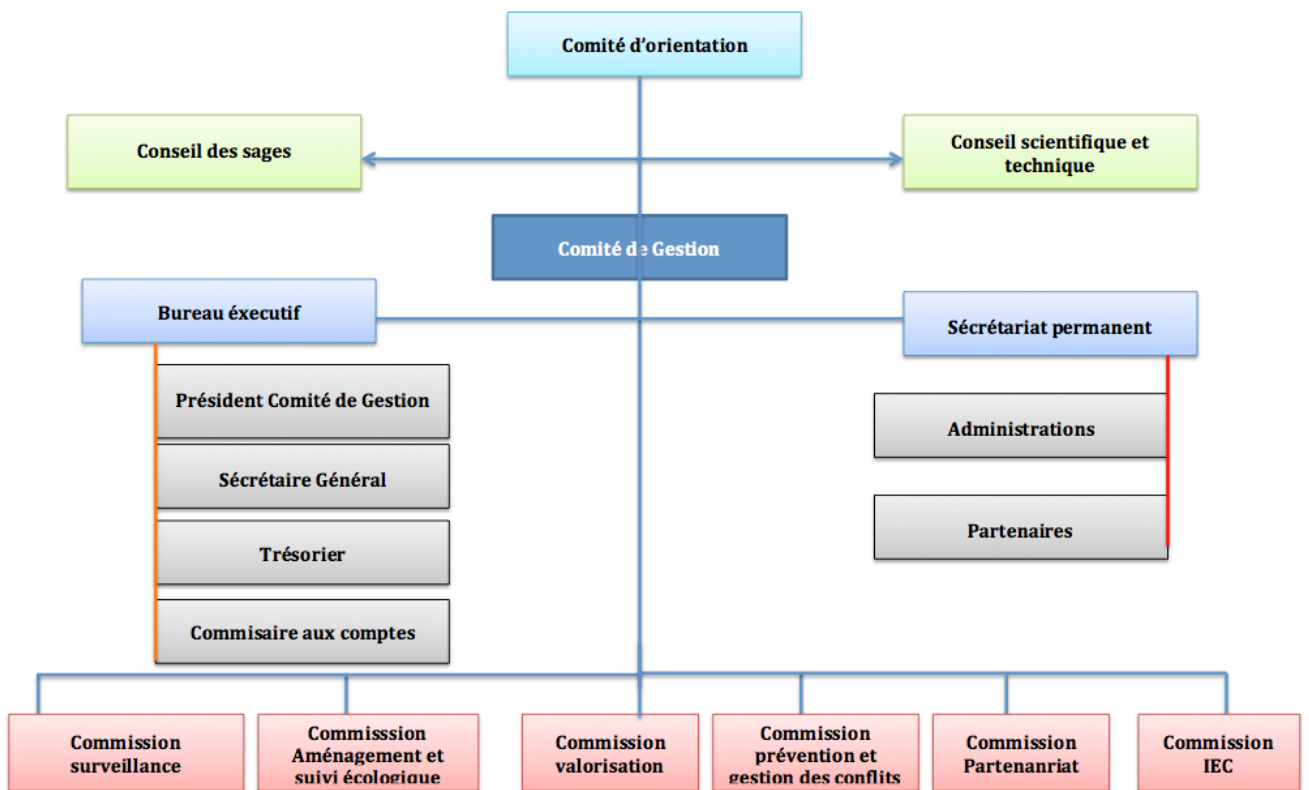 Comité d'orientation
Conseil des sages
Conseil scientifique et
technique
Comité de Gestion
Bureau éxecutif
Sécrétariat permanent
Président Comité de Gestion
Sécrétaire Général
Trésorier
Commisaire aux comptes
Administrations
Partenaires
Commission
surveillance
Commisssion
Aménagement et
suivi écologique
Commission
valorisation
Commission
prévention et
gestion des conflits
Commission
Partenanriat
Commission
IEC